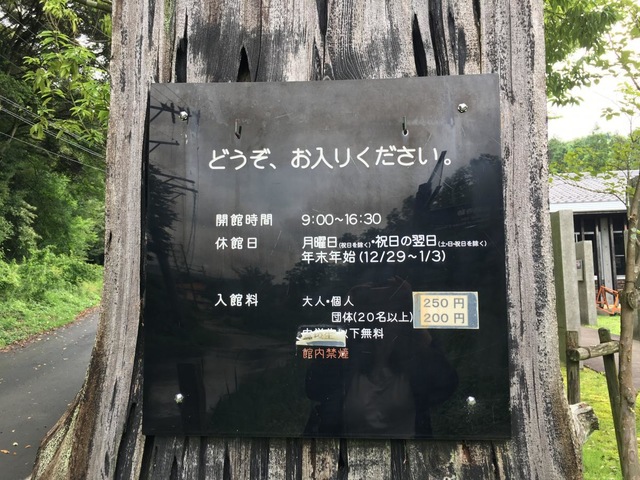 どうぞ、お入りください。
開館時間 9:00~16:30
休館日 月曜日(祝日を除く)・祝日の翌日(土・日・祝日を除く)
年末年始(12/29~1/3)
入館料 大人・個人 250円
団体(20名以上) 200円
以下無料
館内禁煙